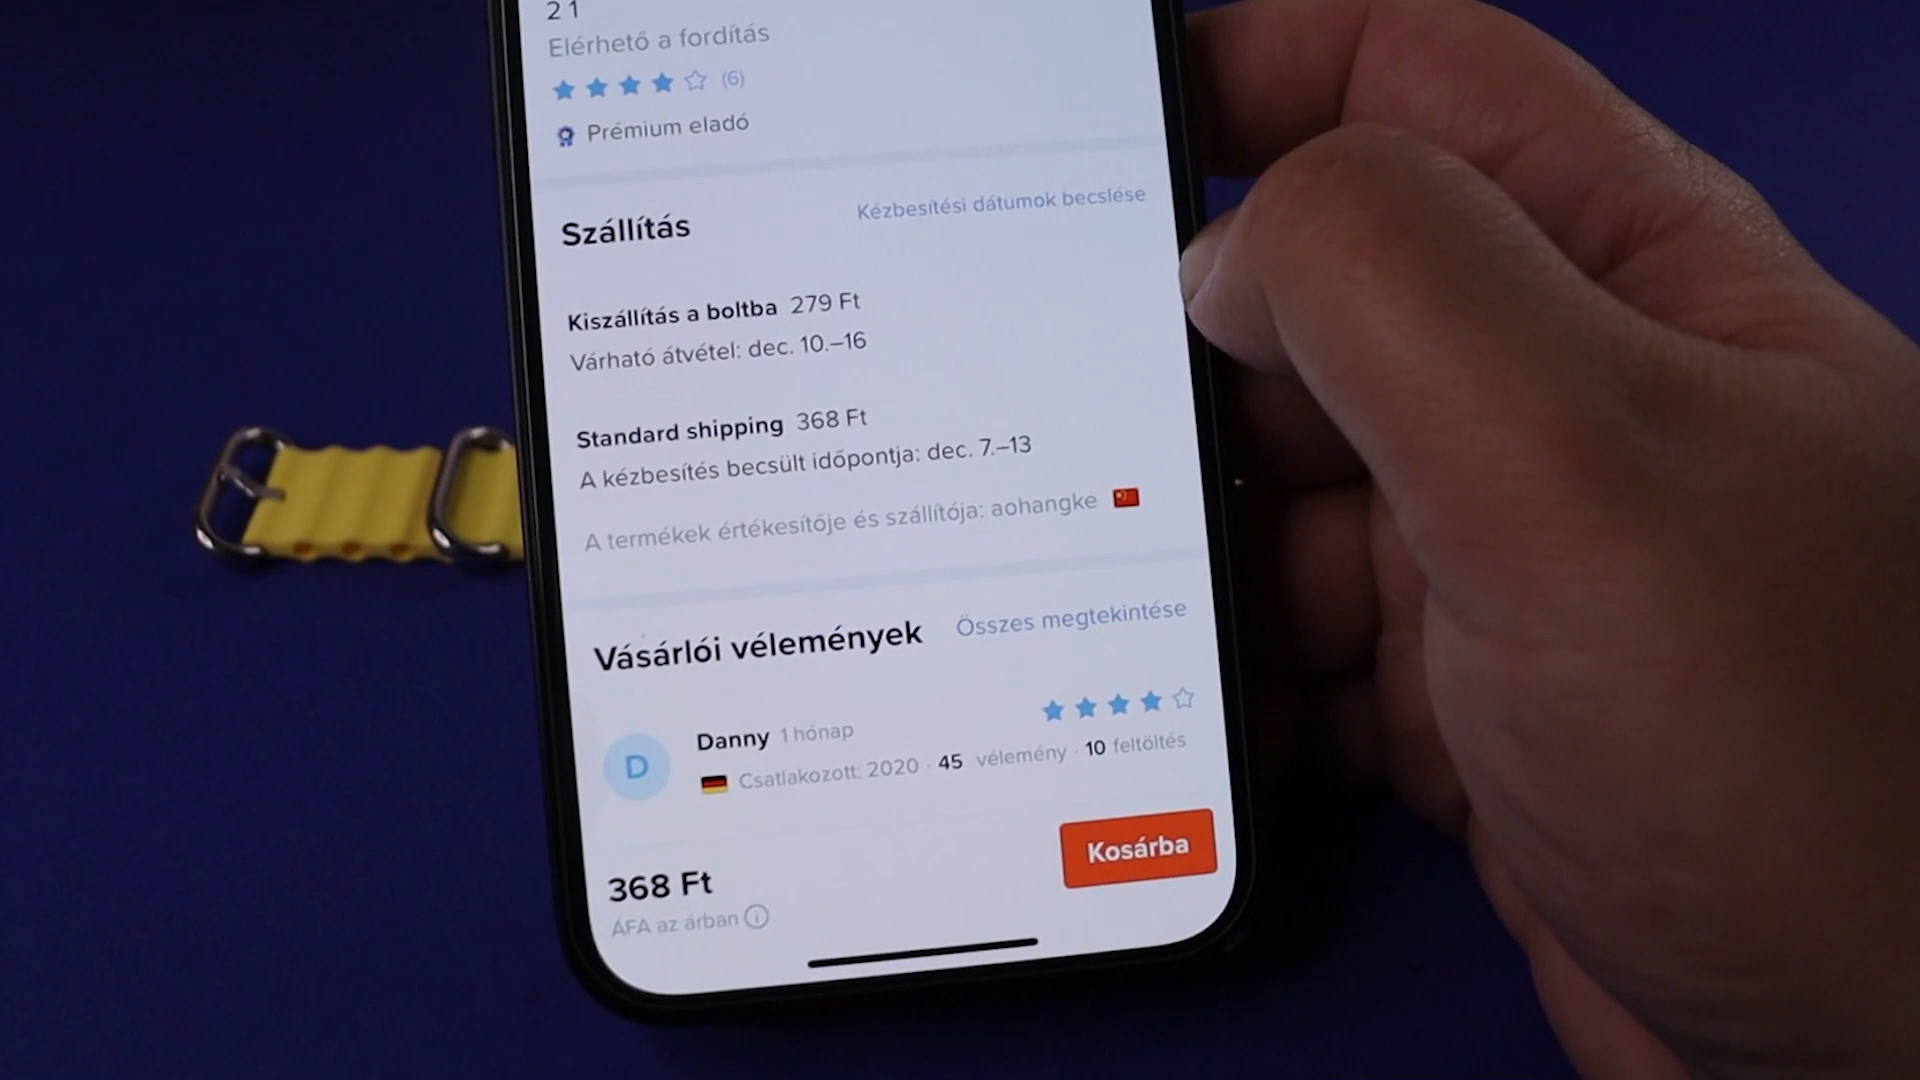 2 1
Elérhető a fordítás
(6)
Prémium eladó
Szállítás
Kézbesítési dátumok becslése
Kiszállítás a boltba 279 Ft
Várható átvétel: dec. 10.–16
Standard shipping 368 Ft
A kézbesítés becsült időpontja: dec. 7.–13
A termékek értékesítője és szállítója: aohangke
Vásárlói vélemények
Összes megtekintése
D
Danny 1 hónap
Csatlakozott: 2020 · 45 vélemény · 10 feltöltés
368 Ft
ÁFA az árban
Kosárba